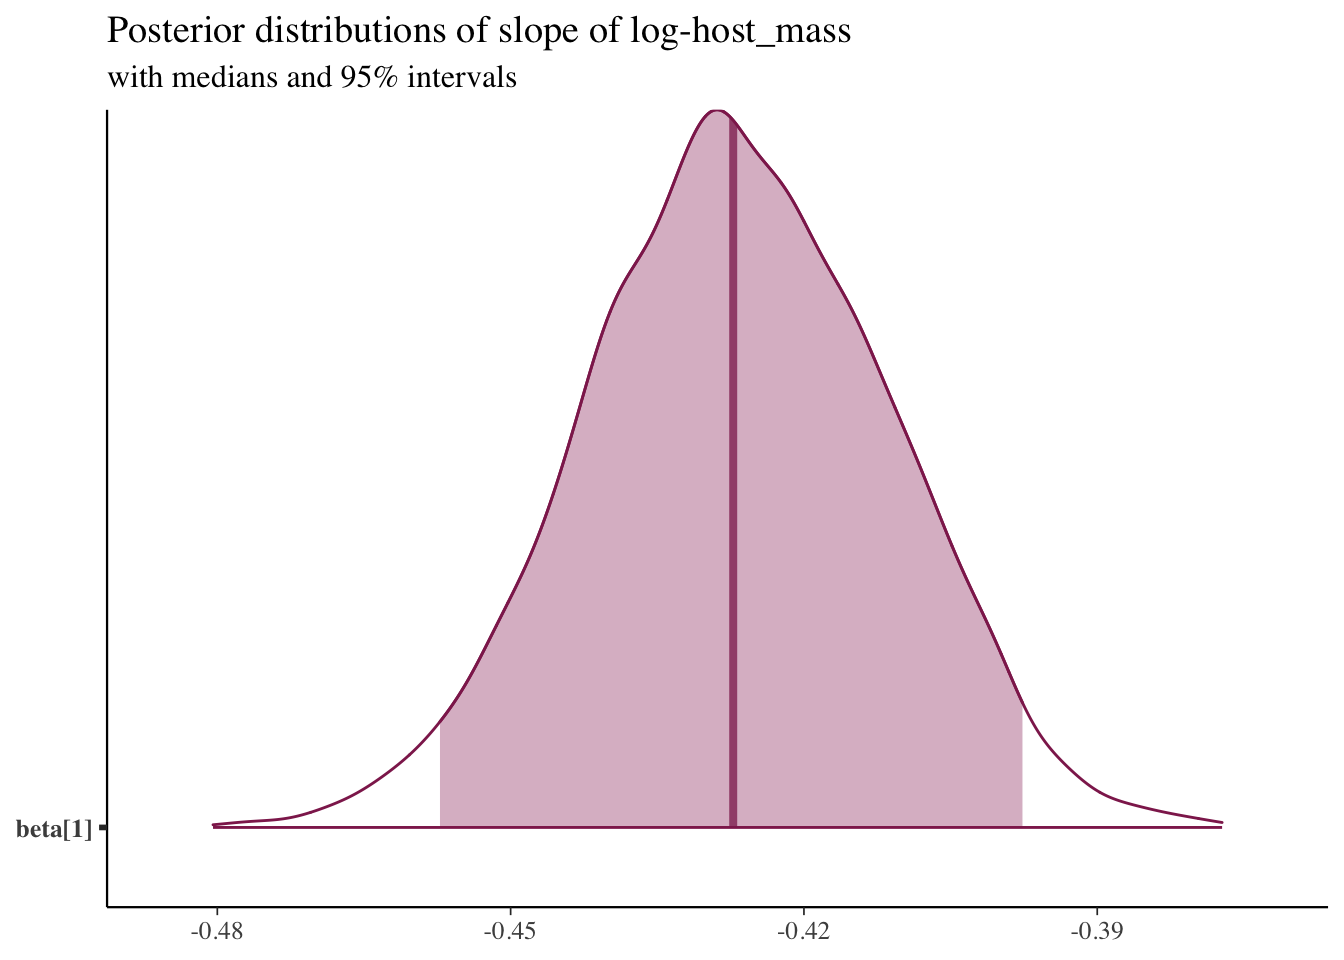 Posterior distributions of slope of log-host_mass
with medians and 95% intervals
beta[1]
-0.48 -0.45 -0.42 -0.39